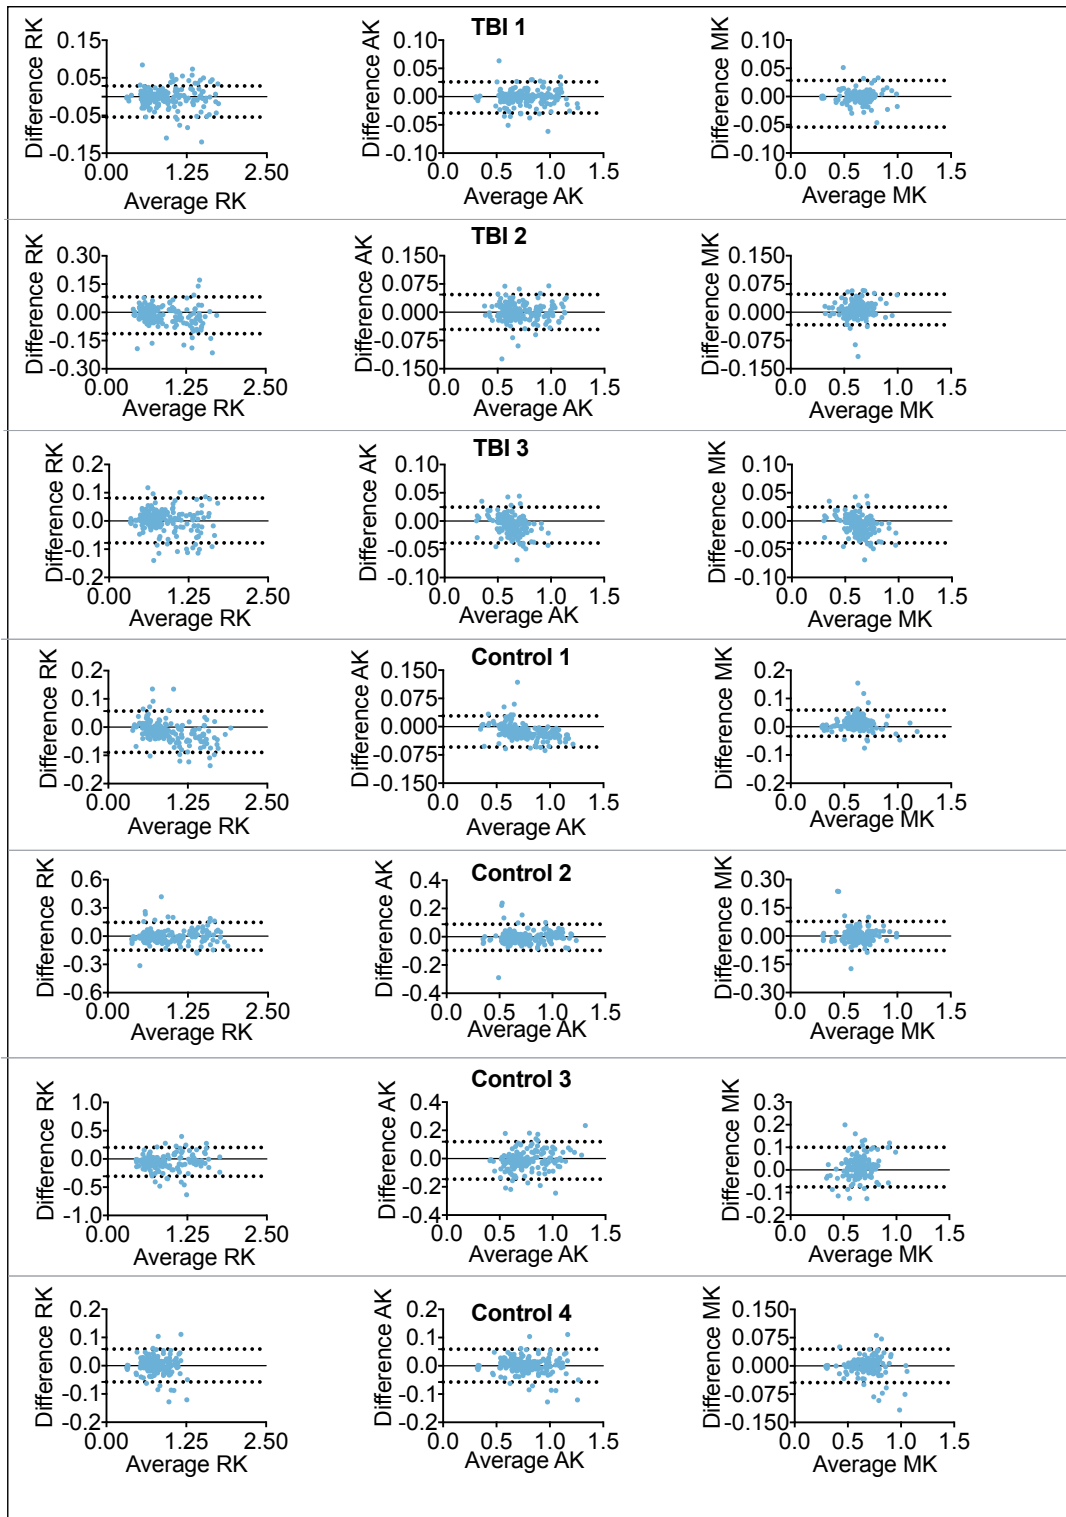 TBI 1
Difference RK
0.15
0.05
-0.05
-0.15
0.00 1.25 2.50
Average RK
Difference AK
0.10
0.05
0.00
-0.05
-0.10
0.0 0.5 1.0 1.5
Average AK
Difference MK
0.10
0.05
0.00
-0.05
-0.10
0.0 0.5 1.0 1.5
Average MK
TBI 2
Difference RK
0.30
0.15
0.00
-0.15
-0.30
0.00 1.25 2.50
Average RK
Difference AK
0.150
0.075
0.000
-0.075
-0.150
0.0 0.5 1.0 1.5
Average AK
Difference MK
0.150
0.075
0.000
-0.075
-0.150
0.0 0.5 1.0 1.5
Average MK
TBI 3
Difference RK
0.2
0.1
0.0
-0.1
-0.2
0.00 1.25 2.50
Average RK
Difference AK
0.10
0.05
0.00
-0.05
-0.10
0.0 0.5 1.0 1.5
Average AK
Difference MK
0.10
0.05
0.00
-0.05
-0.10
0.0 0.5 1.0 1.5
Average MK
Control 1
Difference RK
0.2
0.1
0.0
-0.1
-0.2
0.00 1.25 2.50
Average RK
Difference AK
0.150
0.075
0.000
-0.075
-0.150
0.0 0.5 1.0 1.5
Average AK
Difference MK
0.2
0.1
0.0
-0.1
-0.2
0.0 0.5 1.0 1.5
Average MK
Control 2
Difference RK
0.6
0.3
0.0
-0.3
-0.6
0.00 1.25 2.50
Average RK
Difference AK
0.4
0.2
0.0
-0.2
-0.4
0.0 0.5 1.0 1.5
Average AK
Difference MK
0.30
0.15
0.00
-0.15
-0.30
0.0 0.5 1.0 1.5
Average MK
Control 3
Difference RK
1.0
0.5
0.0
-0.5
-1.0
0.00 1.25 2.50
Average RK
Difference AK
0.4
0.2
0.0
-0.2
-0.4
0.0 0.5 1.0 1.5
Average AK
Difference MK
0.3
0.2
0.1
0.0
-0.1
-0.2
0.0 0.5 1.0 1.5
Average MK
Control 4
Difference RK
0.2
0.1
0.0
-0.1
-0.2
0.00 1.25 2.50
Average RK
Difference AK
0.2
0.1
0.0
-0.1
-0.2
0.0 0.5 1.0 1.5
Average AK
Difference MK
0.150
0.075
0.000
-0.075
-0.150
0.0 0.5 1.0 1.5
Average MK